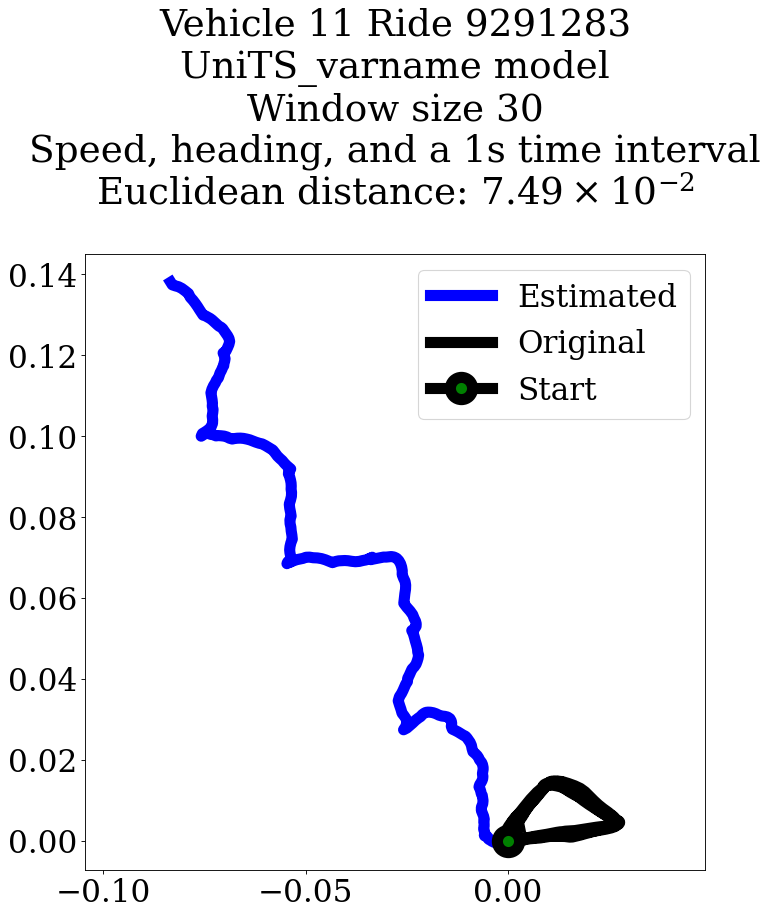 Vehicle 11 Ride 9291283
UniTS_varname model
Window size 30
Speed, heading, and a 1s time interval
Euclidean distance: 7.49 × 10⁻²
Estimated
Original
Start
0.14
0.12
0.10
0.08
0.06
0.04
0.02
0.00
−0.10 −0.05 0.00